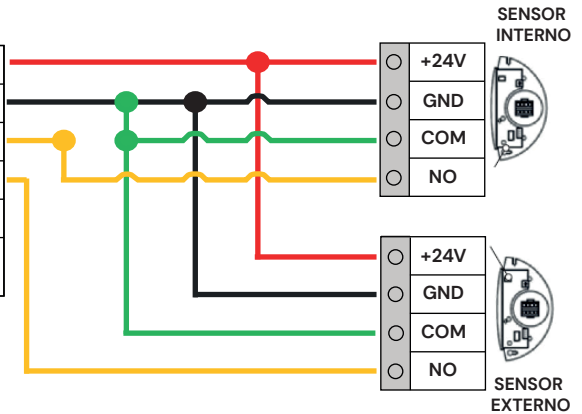 SENSOR
INTERNO
+24V
GND
COM
NO
+24V
GND
COM
NO
SENSOR
EXTERNO